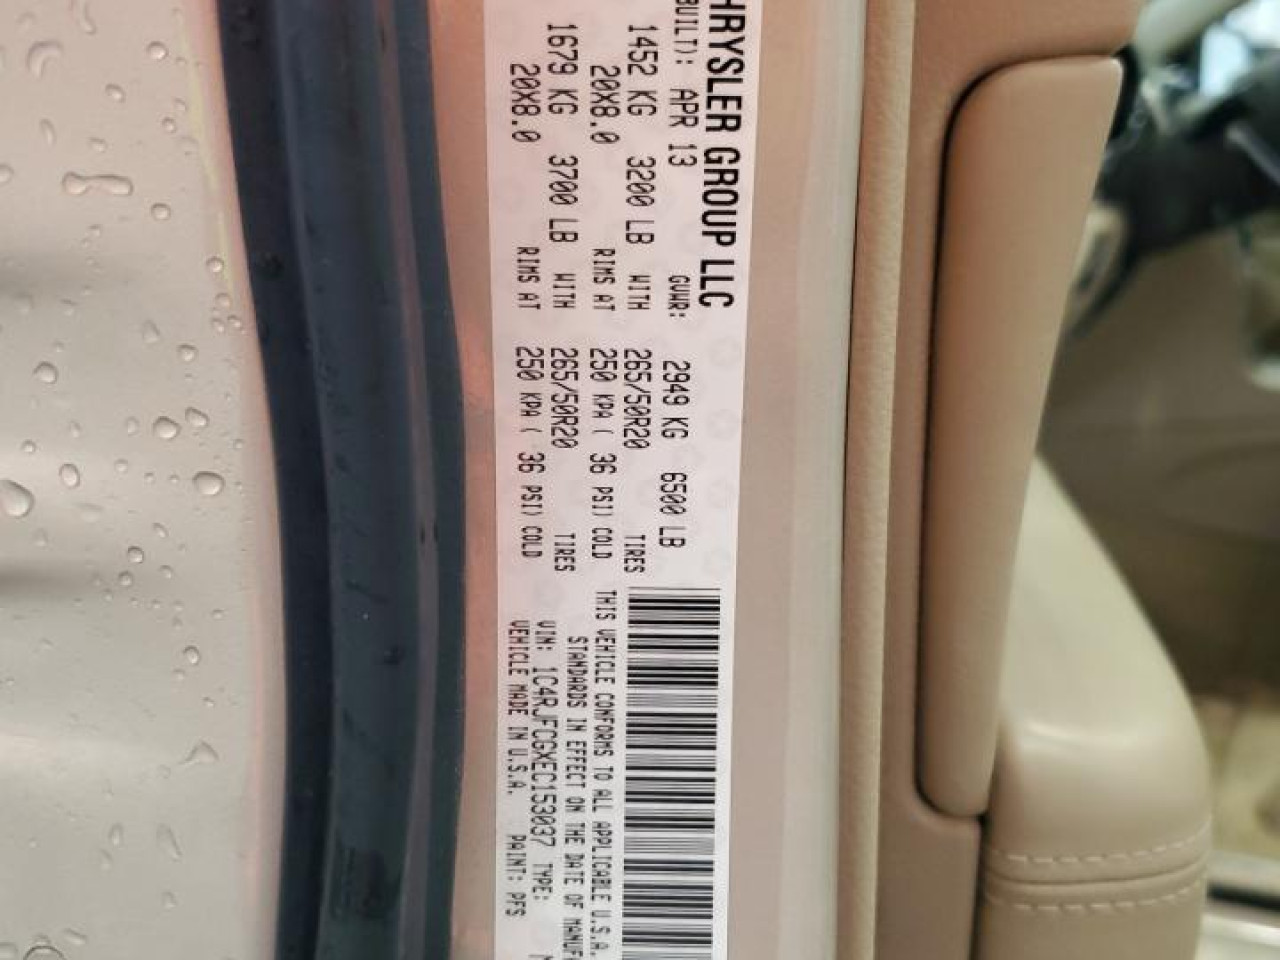 HRYSLER GROUP LLC
BUILT): APR 13 GVWR: 2949 KG 6500 LB
1452 KG 3200 LB WITH 265/50R20 TIRES
20X8.0 RIMS AT 250 KPA ( 36 PSI) COLD
1679 KG 3700 LB WITH 265/50R20 TIRES
20X8.0 RIMS AT 250 KPA ( 36 PSI) COLD
THIS VEHICLE CONFORMS TO ALL APPLICABLE U.S.A.
STANDARDS IN EFFECT ON THE DATE OF MANUF
VIN: 1C4RJFCGXEC153037 TYPE:
VEHICLE MADE IN U.S.A. PAINT: PFS